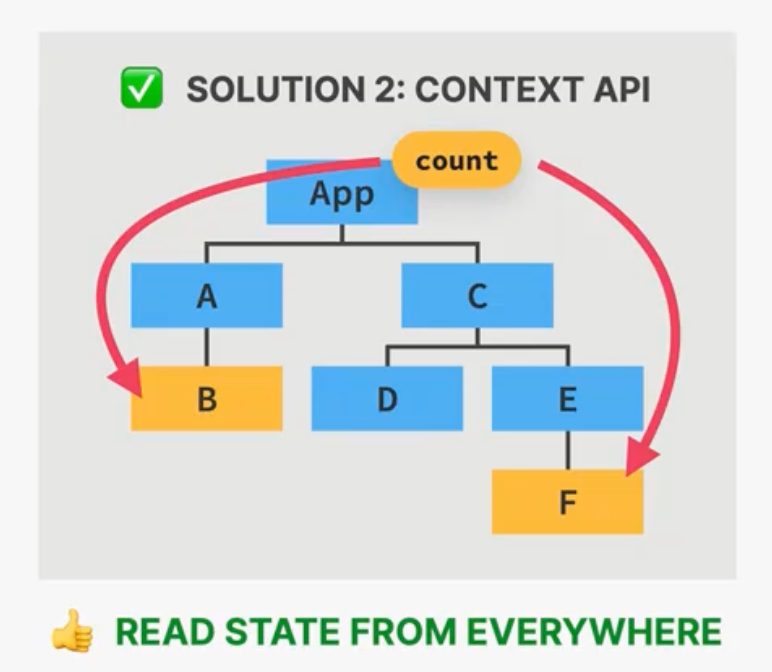 SOLUTION 2: CONTEXT API
count
App
A
C
B
D
E
F
READ STATE FROM EVERYWHERE